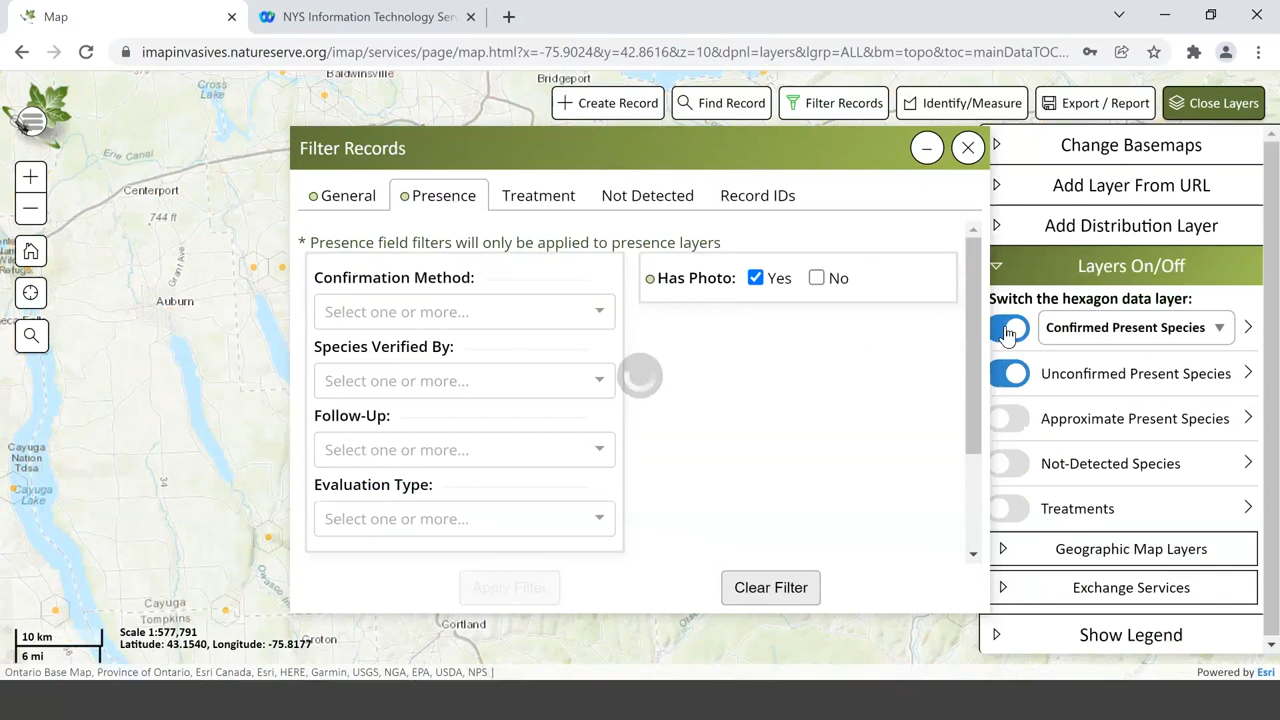 Map
NYS Information Technology Ser
imapinvasives.natureserve.org/imap/services/page/map.html?x=-75.9024&y=42.8616&z=10&dpnl=layers&lgrp=ALL&bm=topo&toc=mainDataTOC...
Baldwinsville
Bridgeport
Cross
Lake
Create Record
Find Record
Filter Records
Identify/Measure
Export / Report
Close Layers
Erie Canal
Centerport
744 ft
Grant Ave
Auburn
Cayuga
Nation
Tdsa
Cayuga
Lake
Owasco
Cayuga
Tompkins
Groton
Cortland
Filter Records
General
Presence
Treatment
Not Detected
Record IDs
* Presence field filters will only be applied to presence layers
Confirmation Method:
Select one or more...
Species Verified By:
Select one or more...
Follow-Up:
Select one or more...
Evaluation Type:
Select one or more...
Has Photo: Yes No
Apply Filter
Clear Filter
Change Basemaps
Add Layer From URL
Add Distribution Layer
Layers On/Off
Switch the hexagon data layer:
Confirmed Present Species
Unconfirmed Present Species
Approximate Present Species
Not-Detected Species
Treatments
Geographic Map Layers
Exchange Services
Show Legend
10 km
6 mi
Scale 1:577,791
Latitude: 43.1540, Longitude: -75.8177
Ontario Base Map, Province of Ontario, Esri Canada, Esri, HERE, Garmin, USGS, NGA, EPA, USDA, NPS |
Powered by Esri